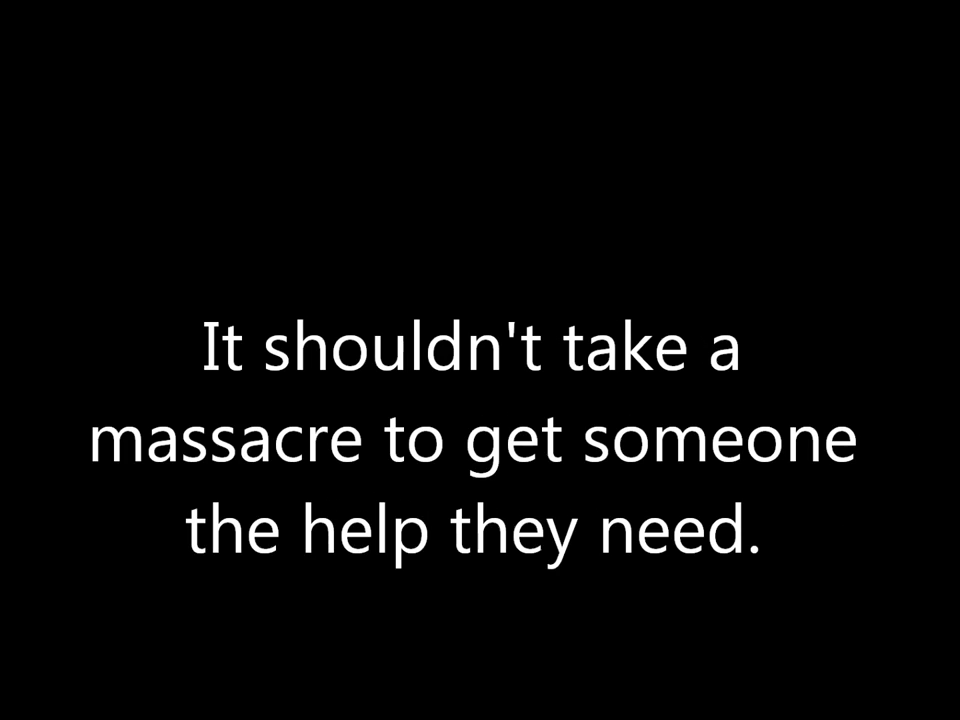 It shouldn't take a
massacre to get someone
the help they need.